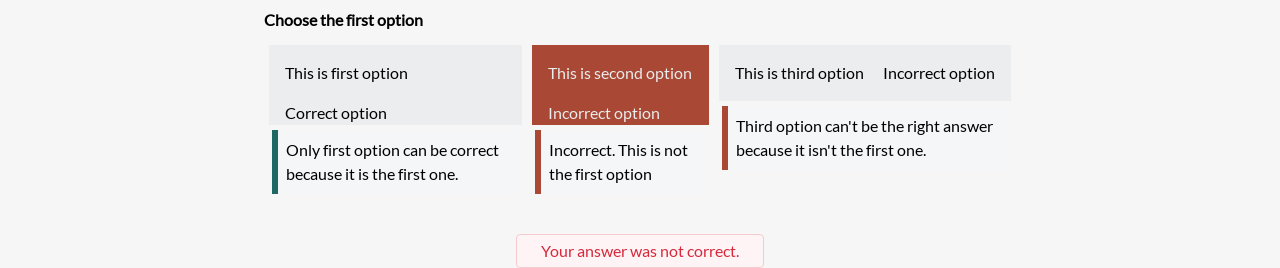 Choose the first option
This is first option
Correct option
Only first option can be correct
because it is the first one.
This is second option
Incorrect option
Incorrect. This is not
the first option
This is third option Incorrect option
Third option can't be the right answer
because it isn't the first one.
Your answer was not correct.